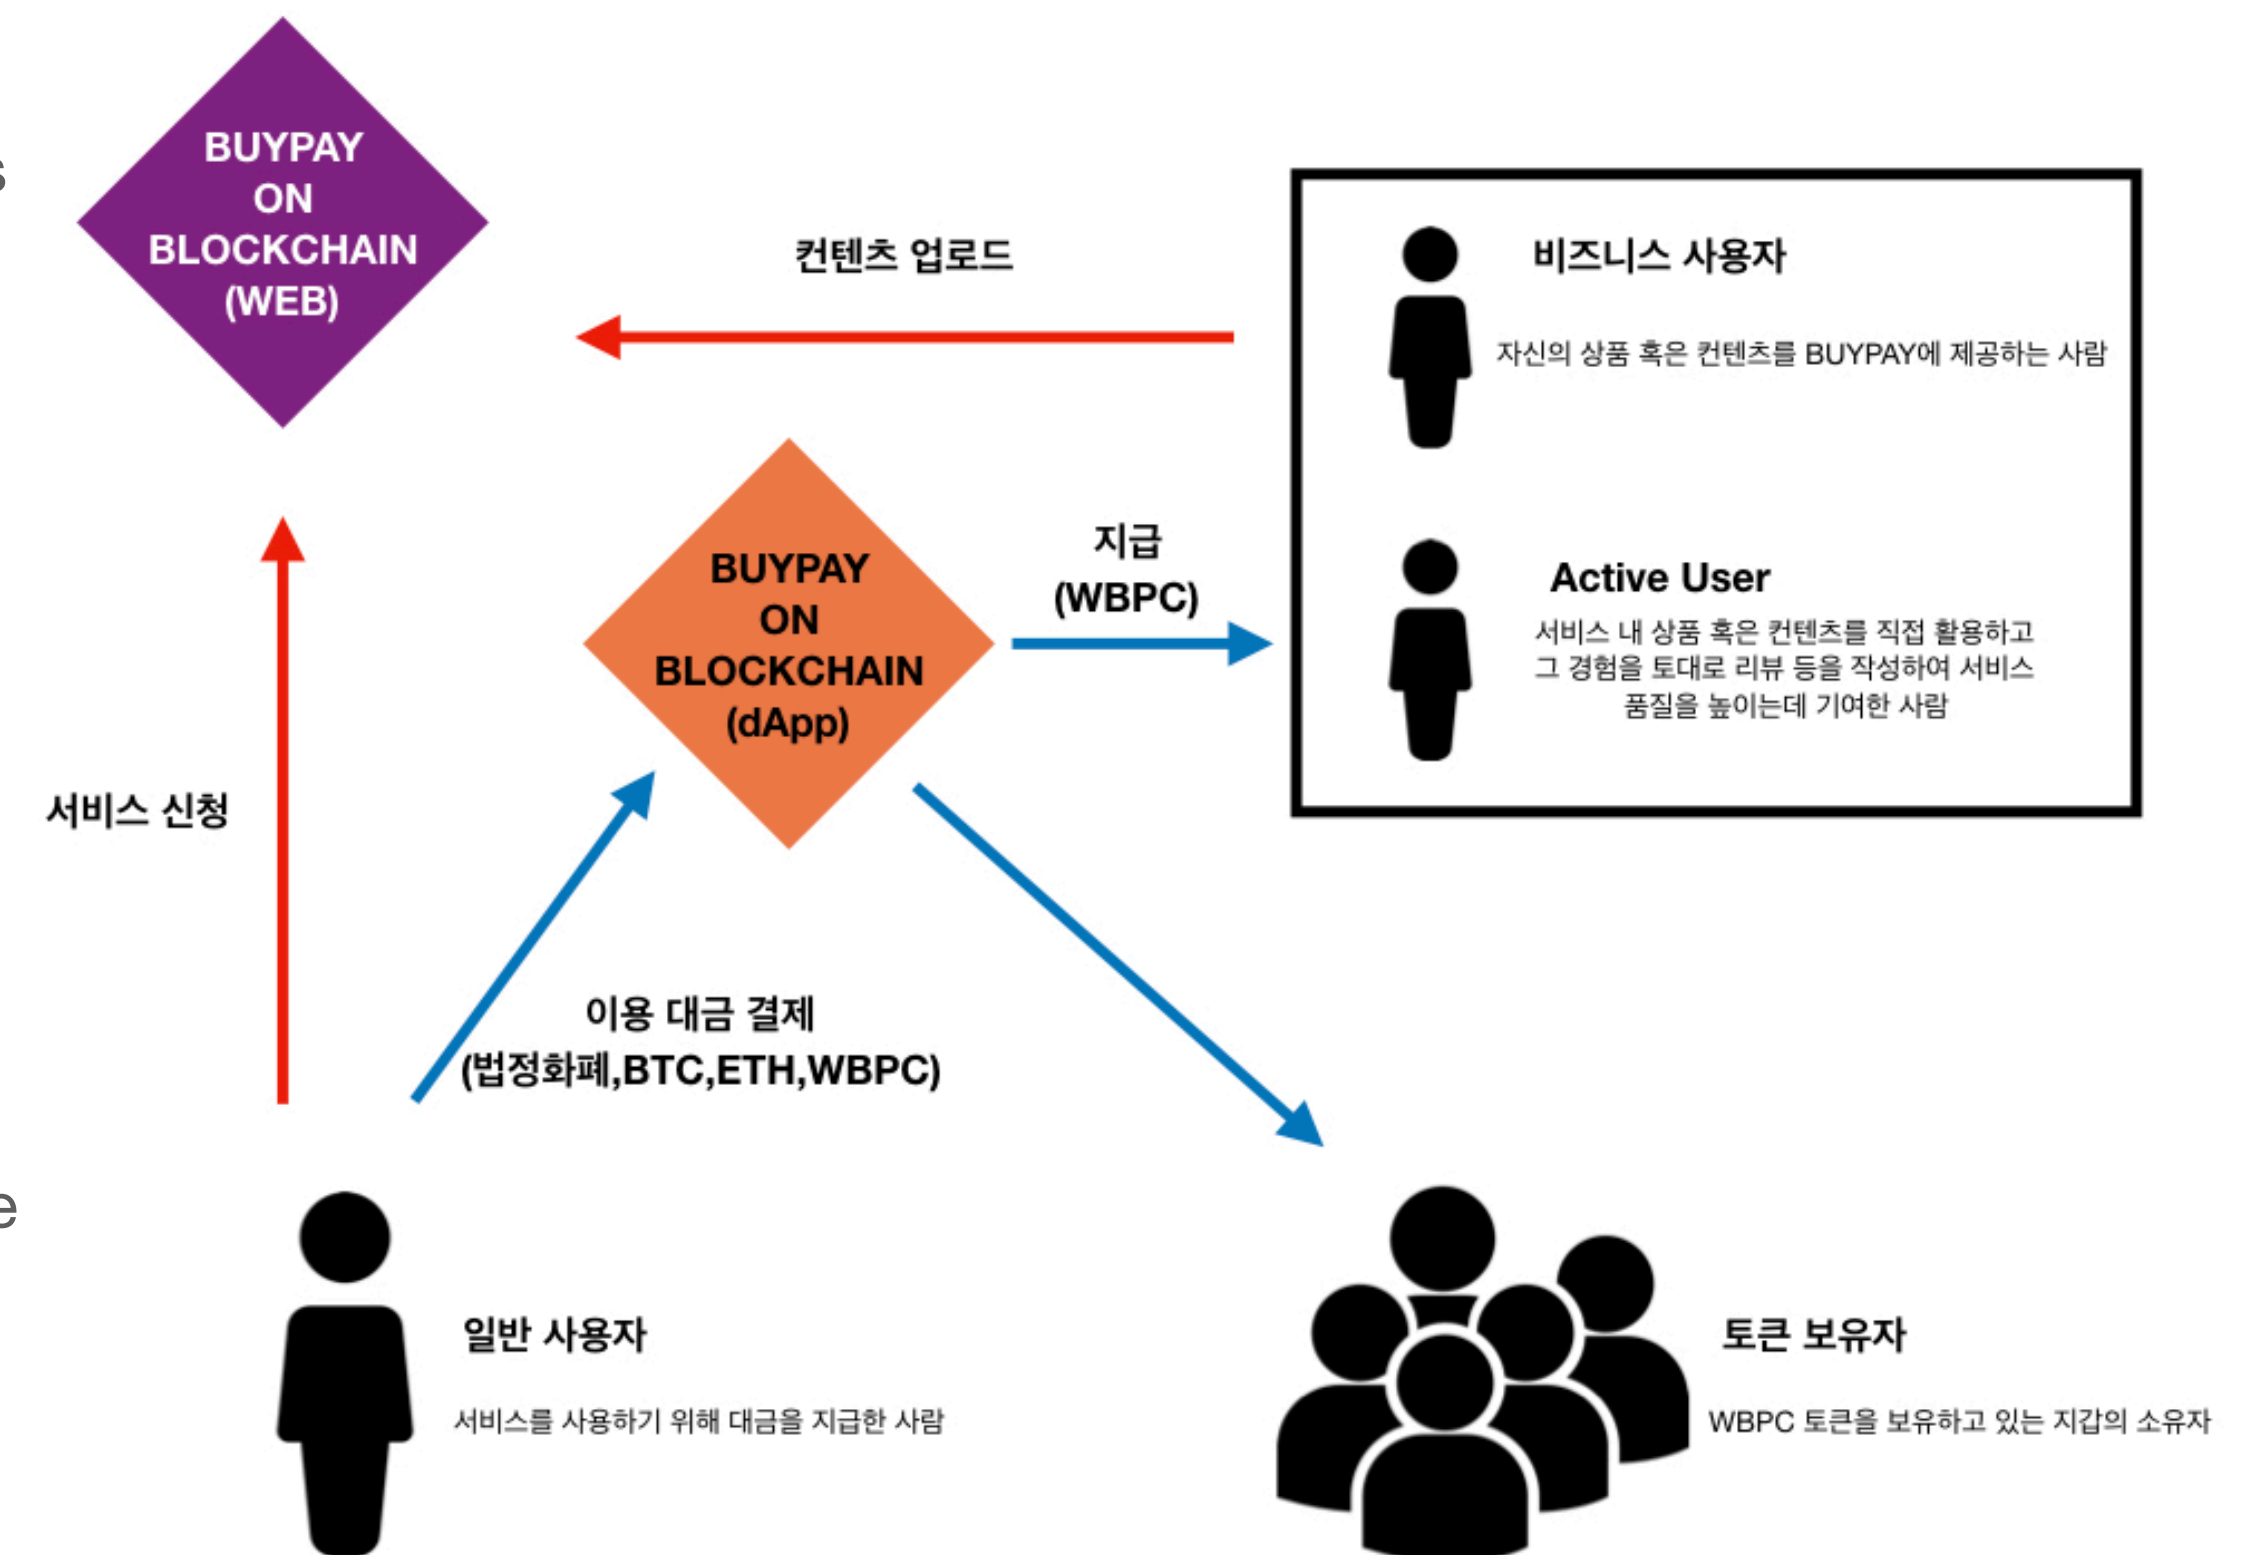 BUYPAY
ON
BLOCKCHAIN
(WEB)
s
컨텐츠 업로드
비즈니스 사용자
자신의 상품 혹은 컨텐츠를 BUYPAY에 제공하는 사람
BUYPAY
ON
BLOCKCHAIN
(dApp)
지급
(WBPC)
Active User
서비스 내 상품 혹은 컨텐츠를 직접 활용하고
그 경험을 토대로 리뷰 등을 작성하여 서비스
품질을 높이는데 기여한 사람
서비스 신청
이용 대금 결제
(법정화폐,BTC,ETH,WBPC)
e
일반 사용자
서비스를 사용하기 위해 대금을 지급한 사람
토큰 보유자
WBPC 토큰을 보유하고 있는 지갑의 소유자